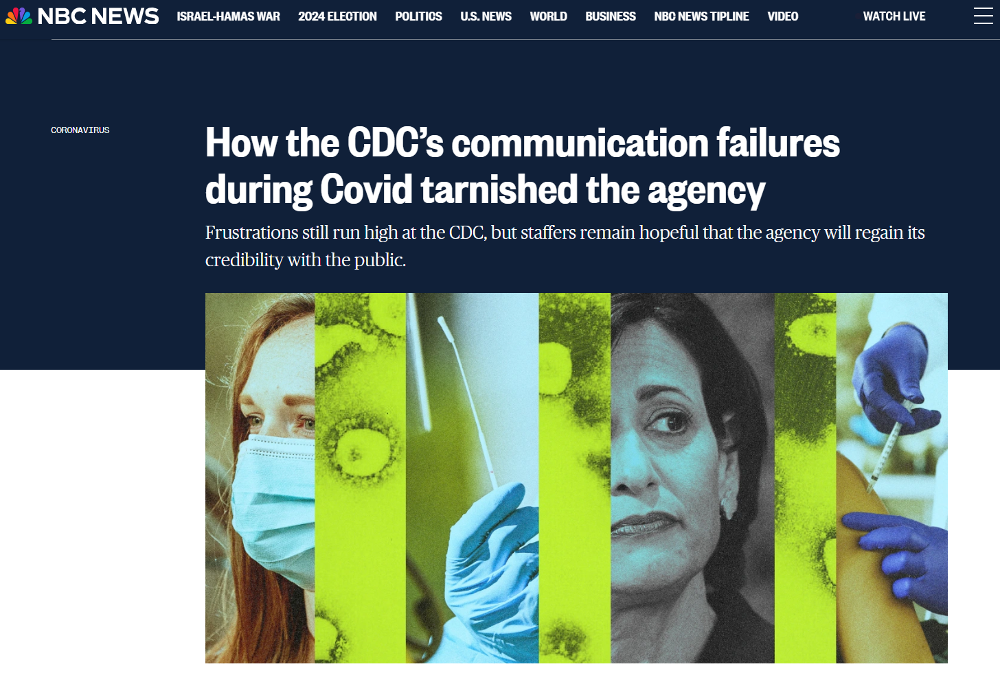 NBC NEWS
ISRAEL-HAMAS WAR 2024 ELECTION POLITICS U.S. NEWS WORLD BUSINESS NBC NEWS TIPLINE VIDEO WATCH LIVE
CORONAVIRUS
How the CDC’s communication failures
during Covid tarnished the agency
Frustrations still run high at the CDC, but staffers remain hopeful that the agency will regain its
credibility with the public.